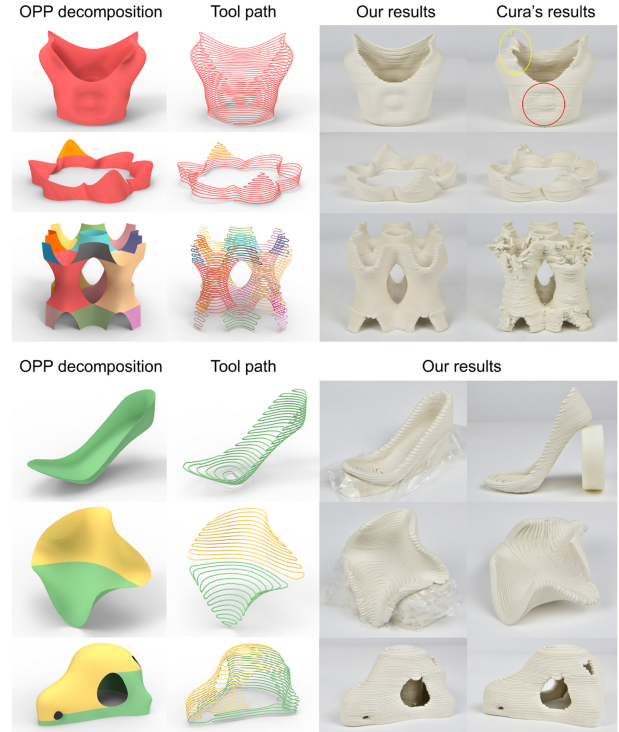 OPP decomposition Tool path Our results Cura's results
OPP decomposition Tool path Our results